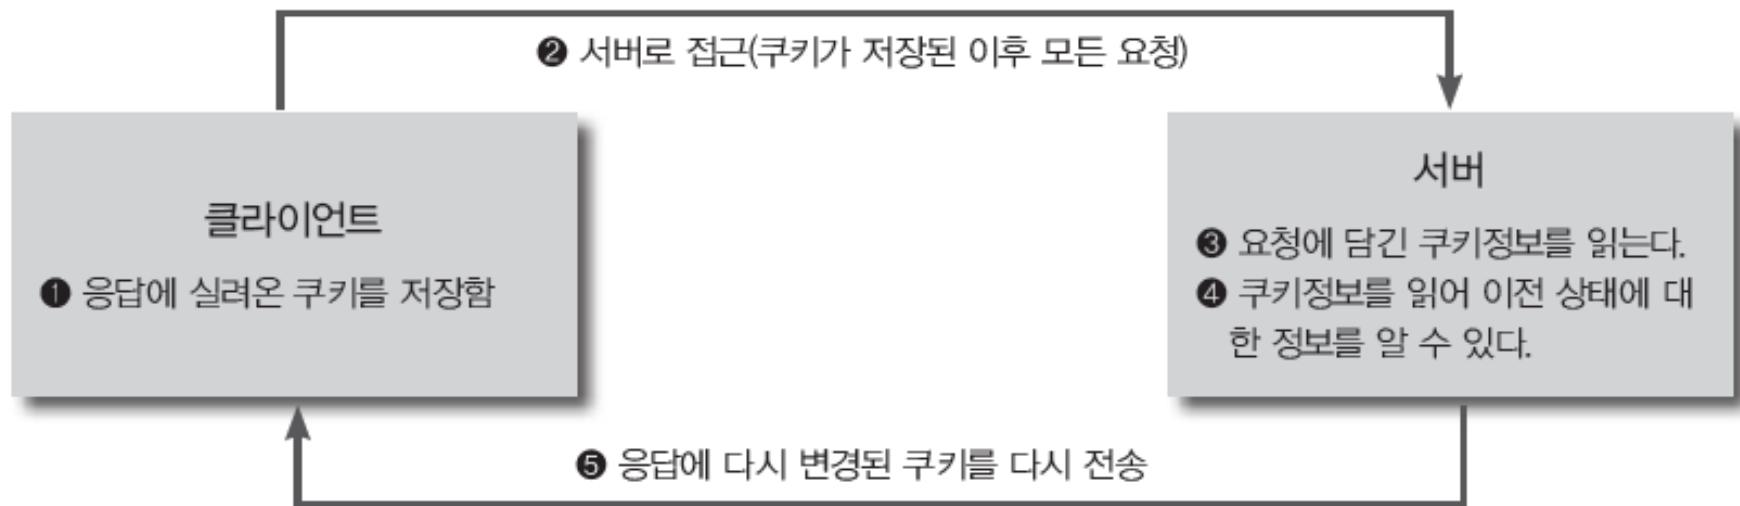 ❷ 서버로 접근(쿠키가 저장된 이후 모든 요청)
클라이언트
❶ 응답에 실려온 쿠키를 저장함
서버
❸ 요청에 담긴 쿠키정보를 읽는다.
❹ 쿠키정보를 읽어 이전 상태에 대
한 정보를 알 수 있다.
❺ 응답에 다시 변경된 쿠키를 다시 전송